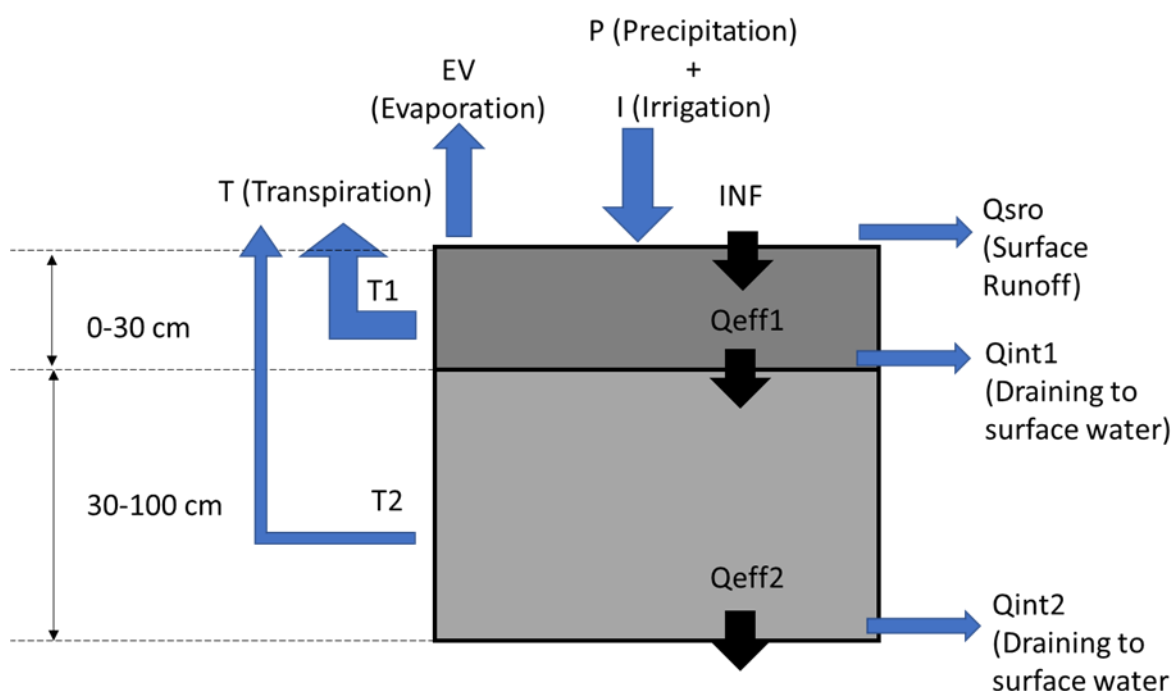 P (Precipitation)
+
I (Irrigation)
EV
(Evaporation)
T (Transpiration)
INF
Qsro
(Surface
Runoff)
T1
0-30 cm
Qeff1
Qint1
(Draining to
surface water)
30-100 cm
T2
Qeff2
Qint2
(Draining to
surface water